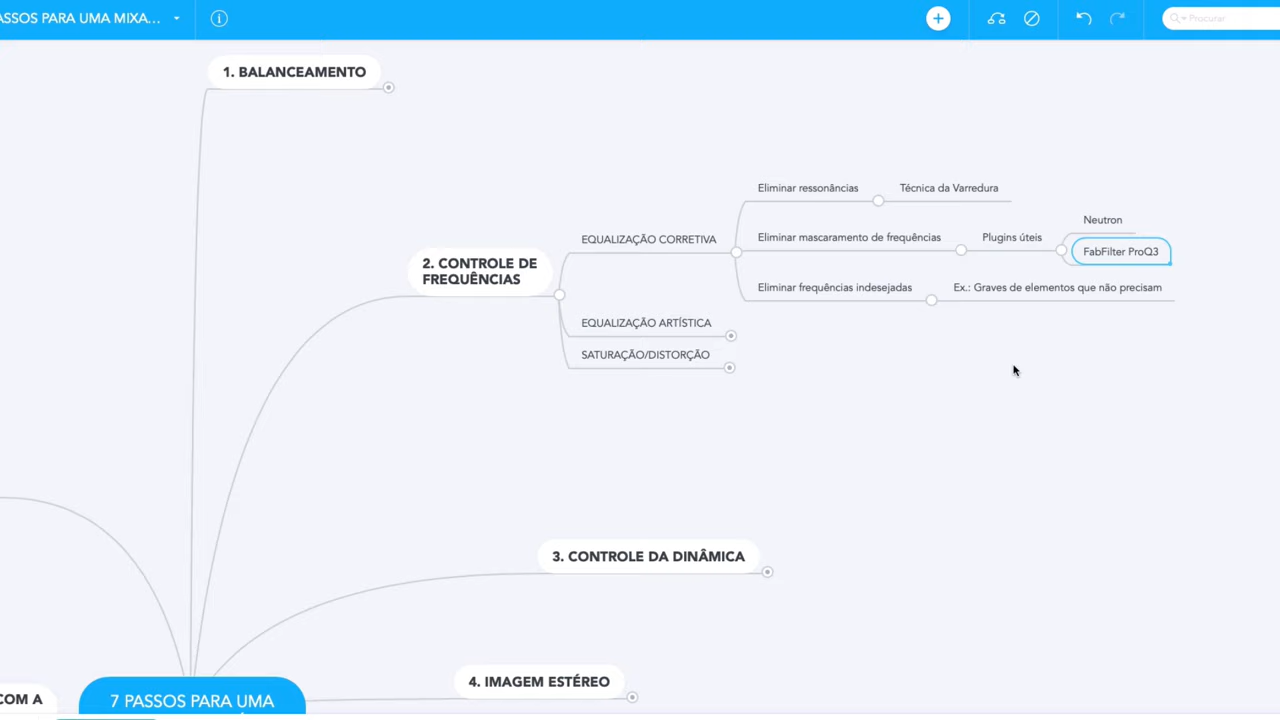 ASSOS PARA UMA MIXA...
Procurar
1. BALANCEAMENTO
2. CONTROLE DE
FREQUÊNCIAS
EQUALIZAÇÃO CORRETIVA
Eliminar ressonâncias
Técnica da Varredura
Eliminar mascaramento de frequências
Plugins úteis
Neutron
FabFilter ProQ3
Eliminar frequências indesejadas
Ex.: Graves de elementos que não precisam
EQUALIZAÇÃO ARTÍSTICA
SATURAÇÃO/DISTORÇÃO
3. CONTROLE DA DINÂMICA
4. IMAGEM ESTÉREO
COM A
7 PASSOS PARA UMA